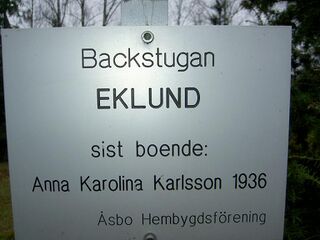 Backstugan
EKLUND
sist boende:
Anna Karolina Karlsson 1936
Åsbo Hembygdsförening